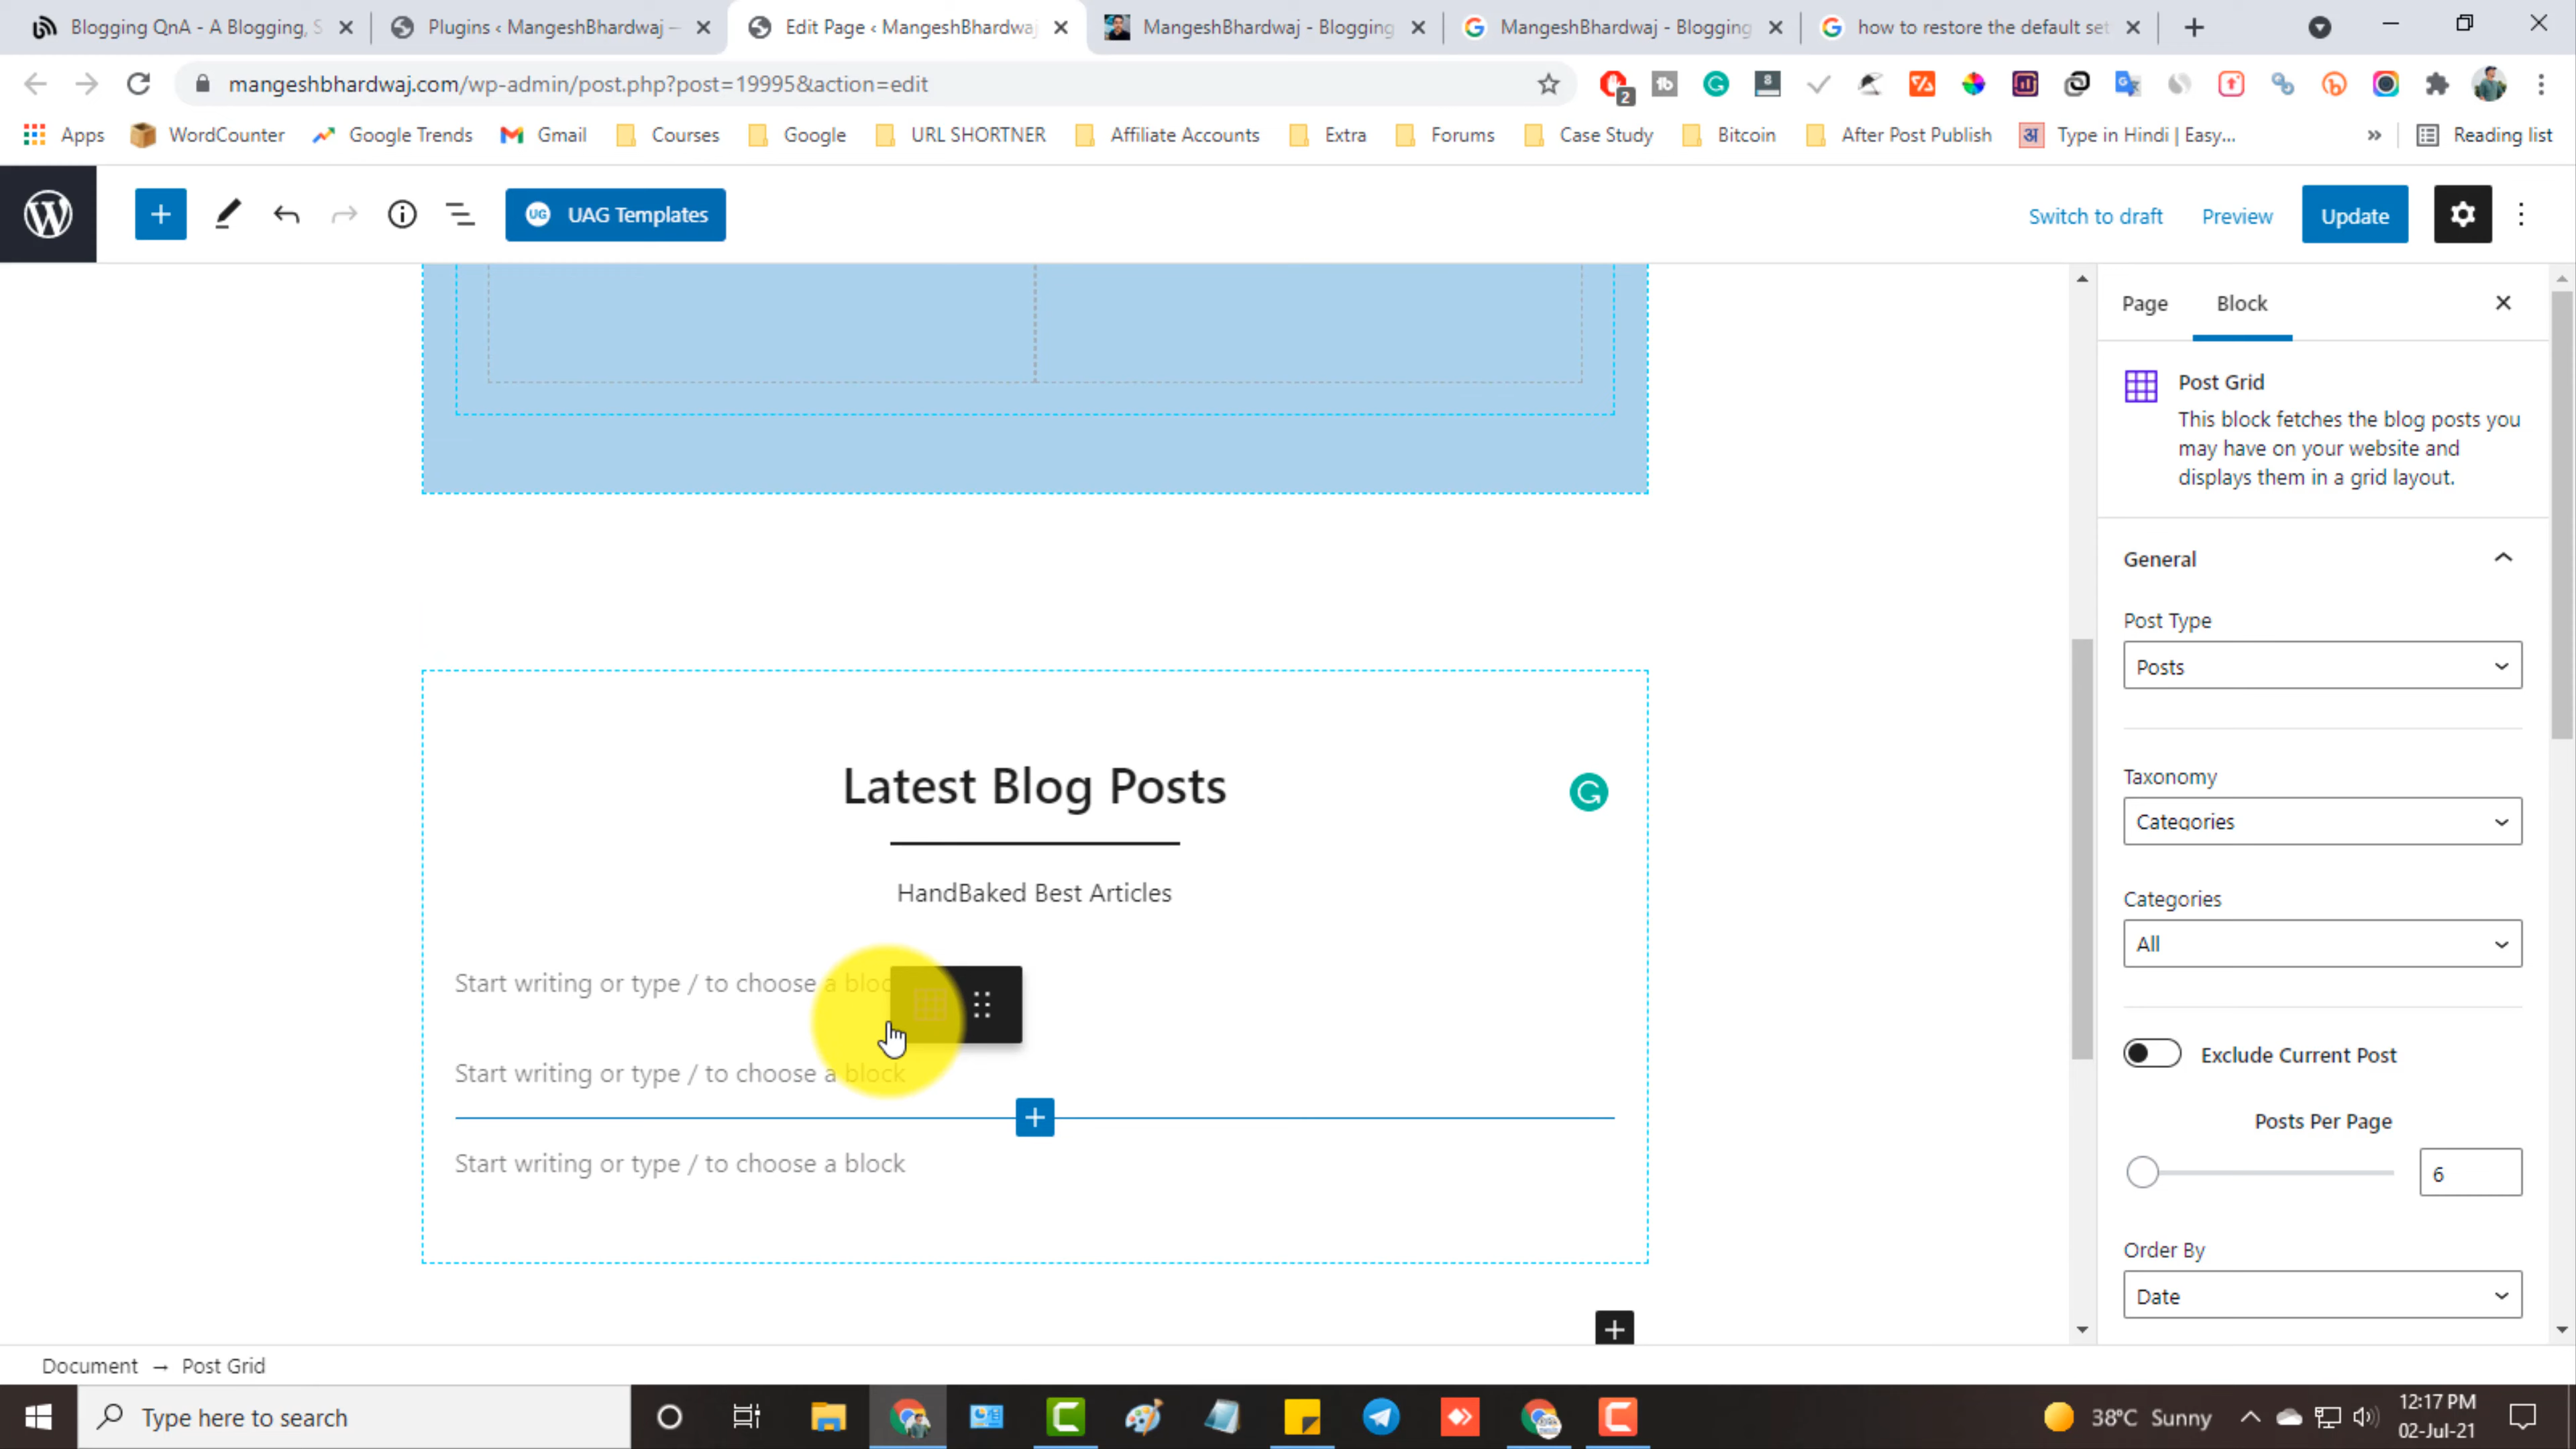 Blogging QnA - A Blogging, S
Plugins ‹ MangeshBhardwaj —
Edit Page ‹ MangeshBhardwaj
MangeshBhardwaj - Blogging
MangeshBhardwaj - Blogging
how to restore the default set
mangeshbhardwaj.com/wp-admin/post.php?post=19995&action=edit
Apps
WordCounter
Google Trends
Gmail
Courses
Google
URL SHORTNER
Affiliate Accounts
Extra
Forums
Case Study
Bitcoin
After Post Publish
Type in Hindi | Easy...
Reading list
UAG Templates
Switch to draft
Preview
Update
Page
Block
Post Grid
This block fetches the blog posts you
may have on your website and
displays them in a grid layout.
General
Post Type
Posts
Taxonomy
Categories
Categories
All
Exclude Current Post
Posts Per Page
6
Order By
Date
Latest Blog Posts
HandBaked Best Articles
Start writing or type / to choose a bloc
Start writing or type / to choose a block
Start writing or type / to choose a block
Document → Post Grid
Type here to search
38°C Sunny
12:17 PM
02-Jul-21